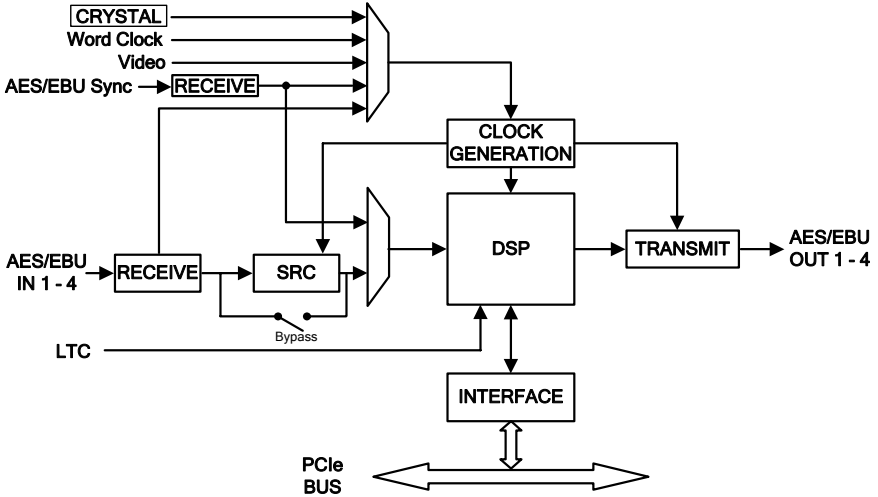 CRYSTAL
Word Clock
Video
AES/EBU Sync
RECEIVE
CLOCK
GENERATION
AES/EBU
IN 1 - 4
RECEIVE
SRC
Bypass
DSP
TRANSMIT
AES/EBU
OUT 1 - 4
LTC
INTERFACE
PCIe
BUS